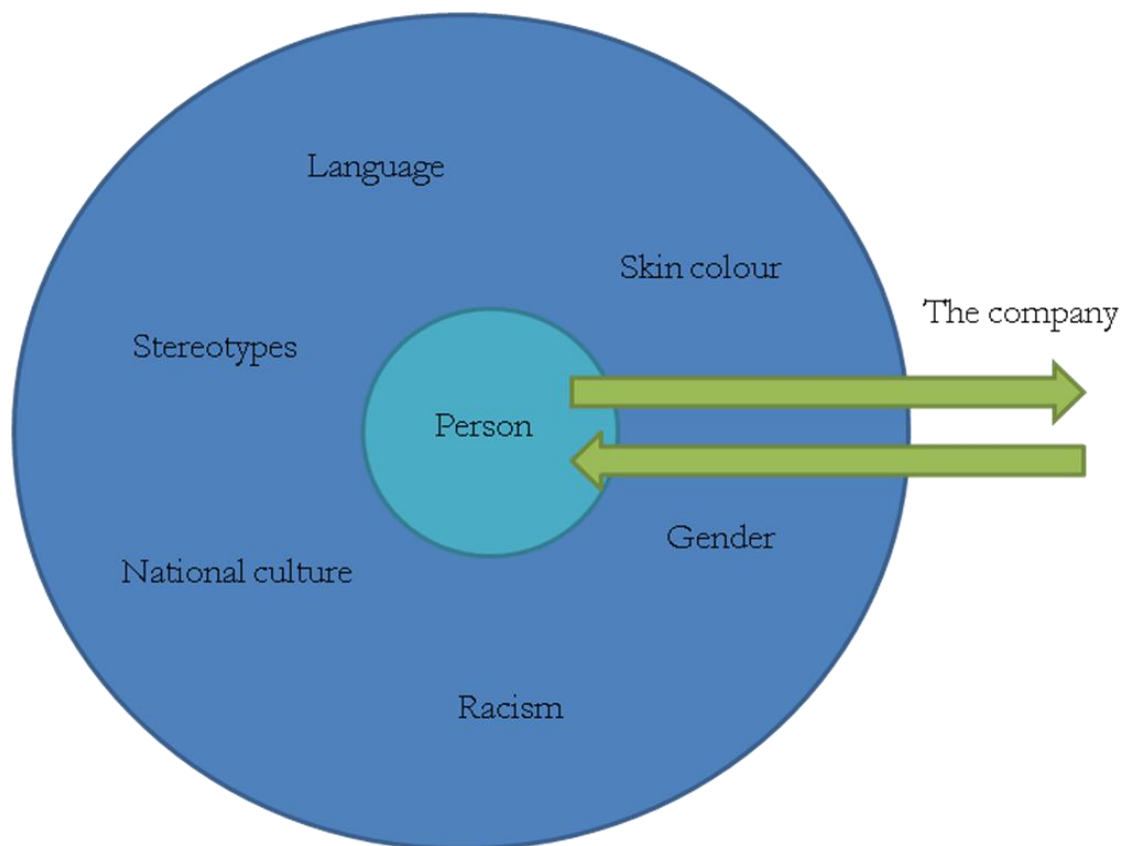 Language
Skin colour
The company
Stereotypes
Person
Gender
National culture
Racism